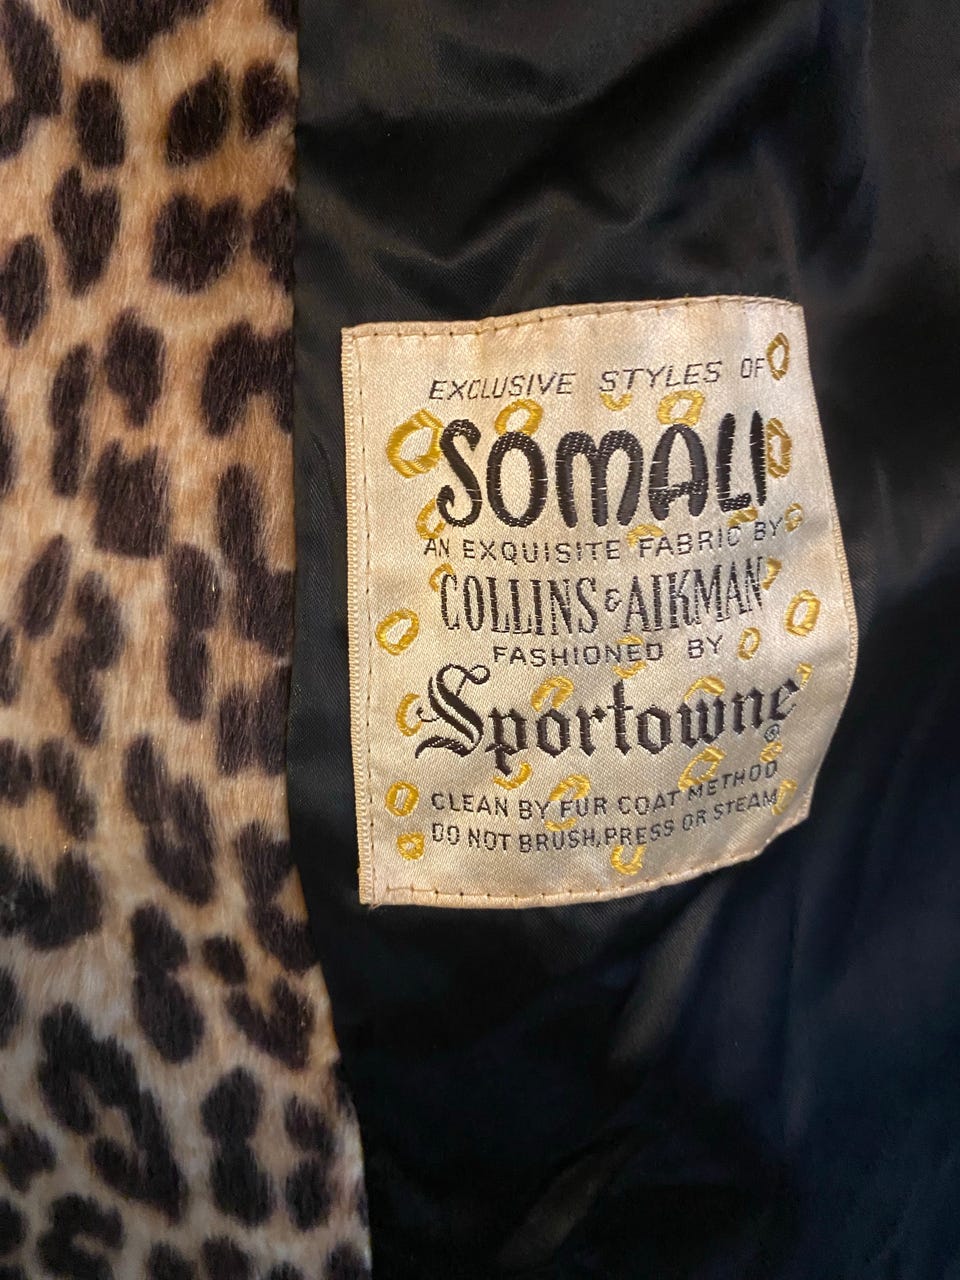 EXCLUSIVE STYLES OF
SOMALI
AN EXQUISITE FABRIC BY
COLLINS & AIKMAN
FASHIONED BY
Sportowne ®
CLEAN BY FUR COAT METHOD
DO NOT BRUSH, PRESS OR STEAM